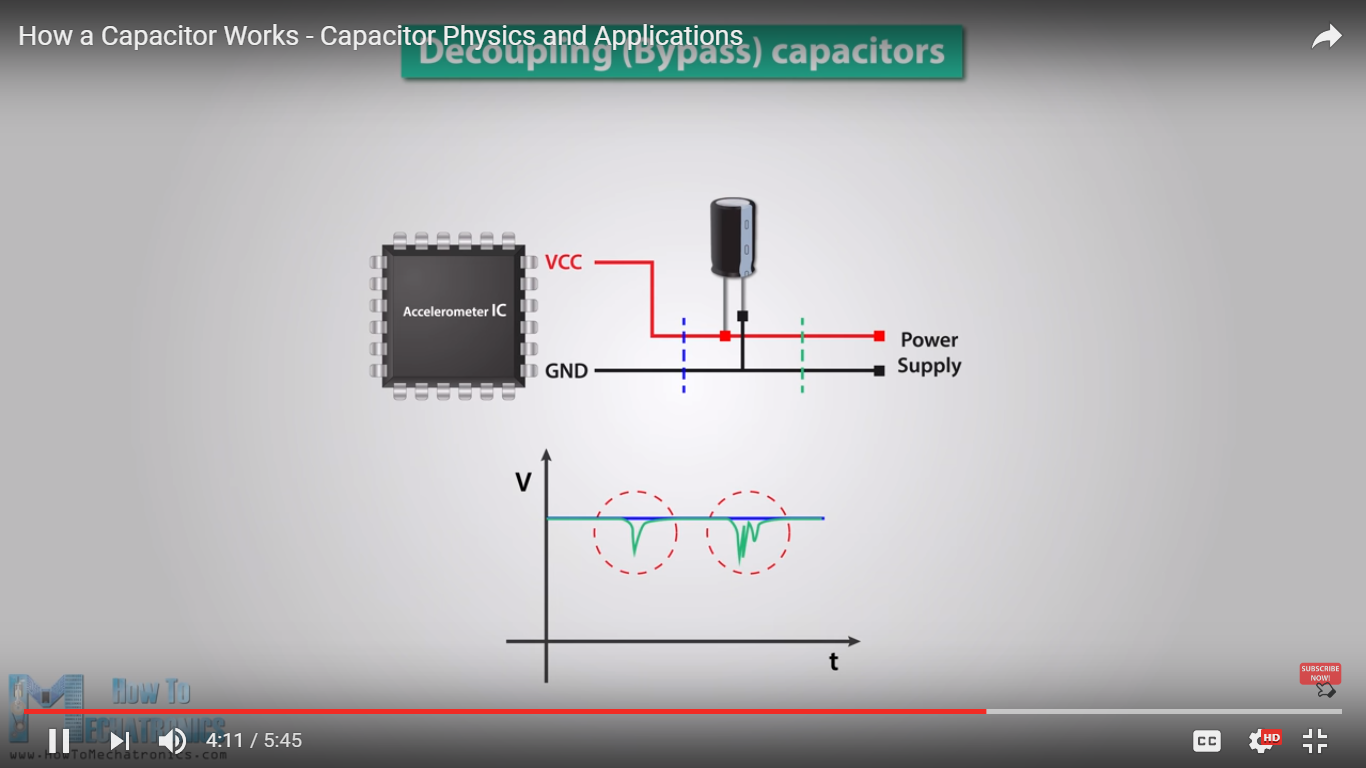 How a Capacitor Works - Capacitor Physics and Applications
Decoupling (Bypass) capacitors
VCC
Accelerometer IC
GND
Power
Supply
V
t
SUBSCRIBE
NOW!
How To
MECHATRONICS
www.HowToMechatronics.com
4:11 / 5:45
CC
HD